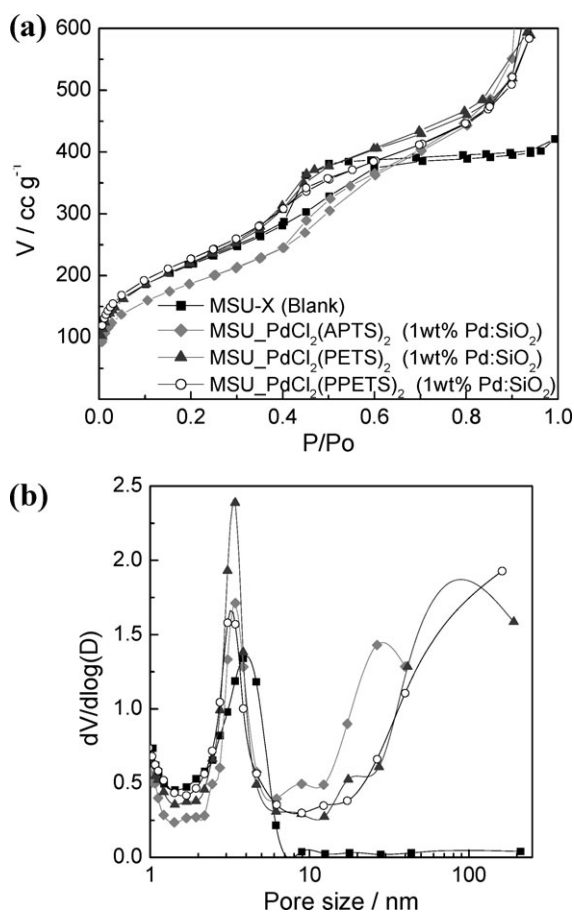 (a)
600
500
400
300
200
100
V / cc g⁻¹
MSU-X (Blank)
MSU_PdCl₂(APTS)₂ (1wt% Pd:SiO₂)
MSU_PdCl₂(PETS)₂ (1wt% Pd:SiO₂)
MSU_PdCl₂(PPETS)₂ (1wt% Pd:SiO₂)
0.0 0.2 0.4 0.6 0.8 1.0
P/Po
(b)
2.5
2.0
1.5
1.0
0.5
0.0
dV/dlog(D)
1 10 100
Pore size / nm